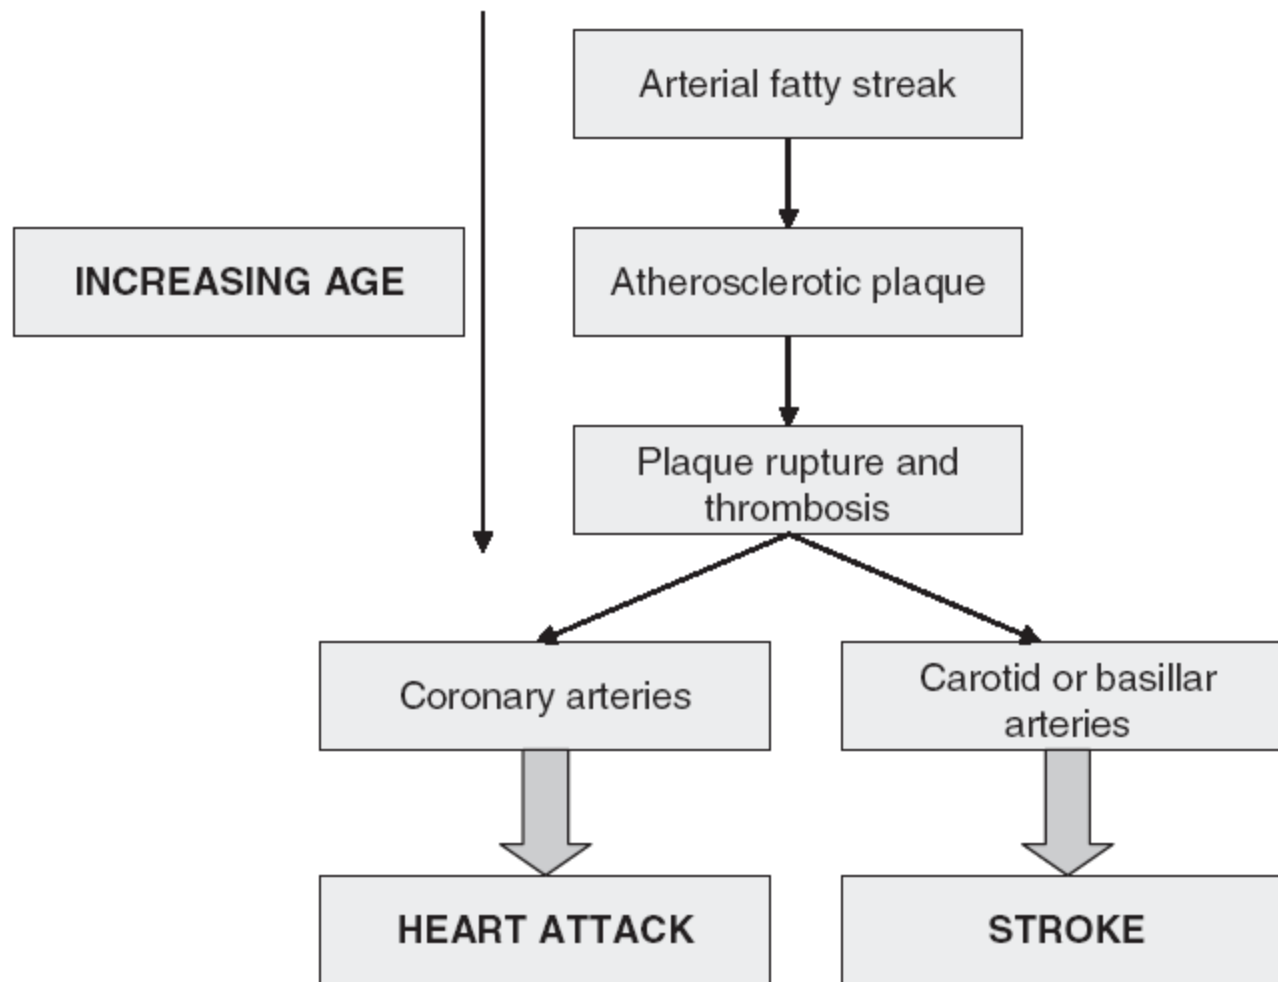 Arterial fatty streak
INCREASING AGE
Atherosclerotic plaque
Plaque rupture and
thrombosis
Coronary arteries
Carotid or basillar
arteries
HEART ATTACK
STROKE